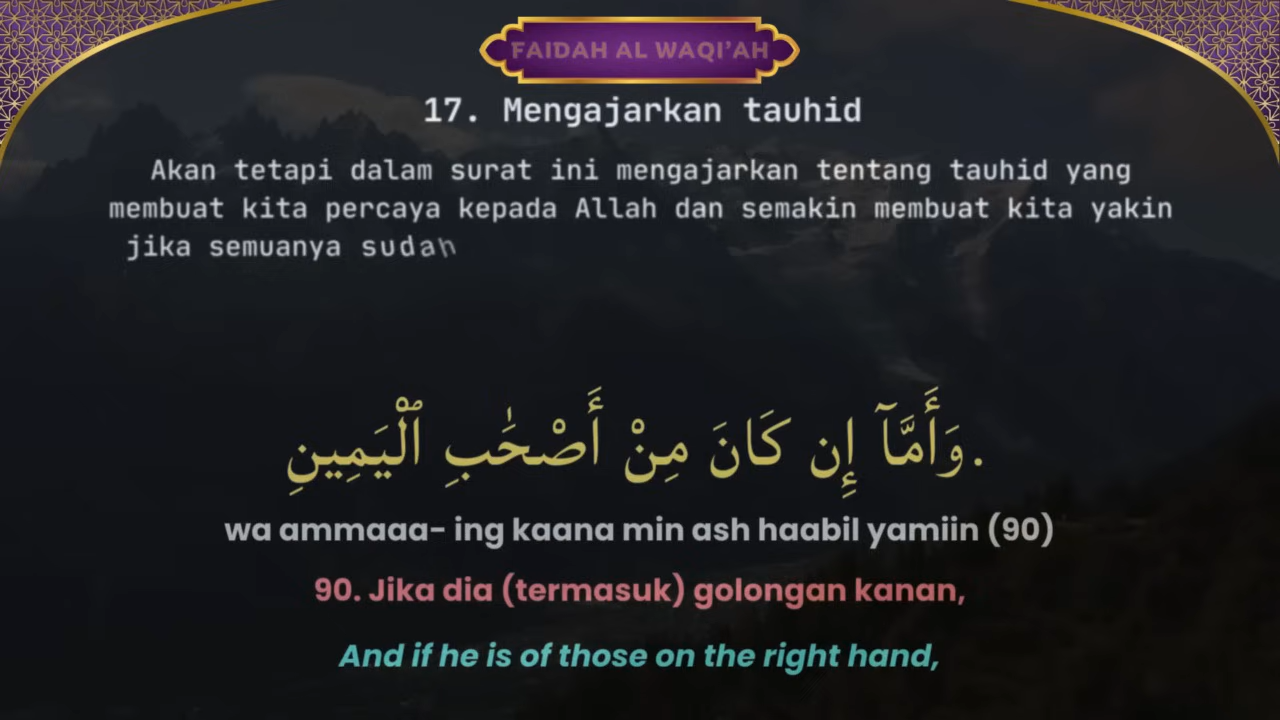 FAIDAH AL WAQI'AH
17. Mengajarkan tauhid
Akan tetapi dalam surat ini mengajarkan tentang tauhid yang
membuat kita percaya kepada Allah dan semakin membuat kita yakin
jika semuanya sudah
وَأَمَّآ إِن كَانَ مِنْ أَصْحَٰبِ ٱلْيَمِينِ.
wa ammaaa- ing kaana min ash haabil yamiin (90)
90. Jika dia (termasuk) golongan kanan,
And if he is of those on the right hand,